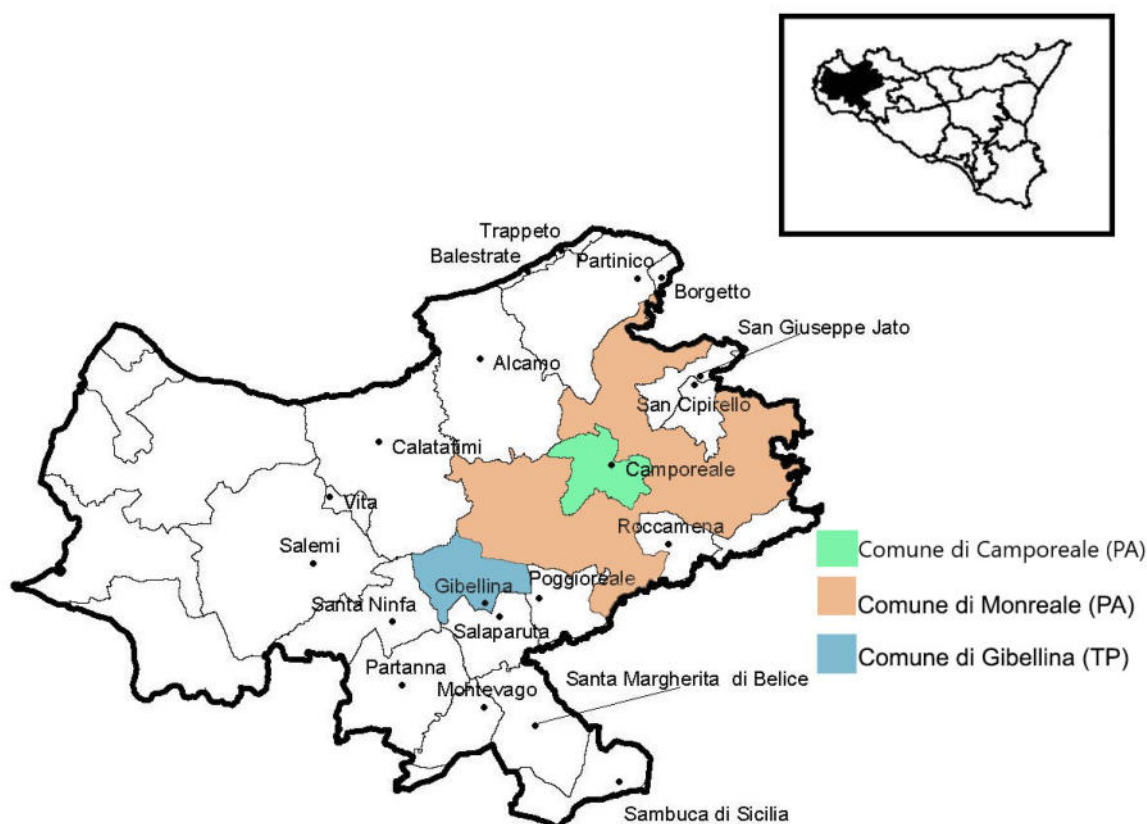 Trappeto
Balestrate
Partinico
Borgetto
San Giuseppe Jato
Alcamo
San Cipirello
Calatafimi
Camporeale
Vita
Roccamena
Salemi
Comune di Camporeale (PA)
Gibellina
Poggioreale
Santa Ninfa
Comune di Monreale (PA)
Salaparuta
Comune di Gibellina (TP)
Partanna
Santa Margherita di Belice
Montevago
Sambuca di Sicilia